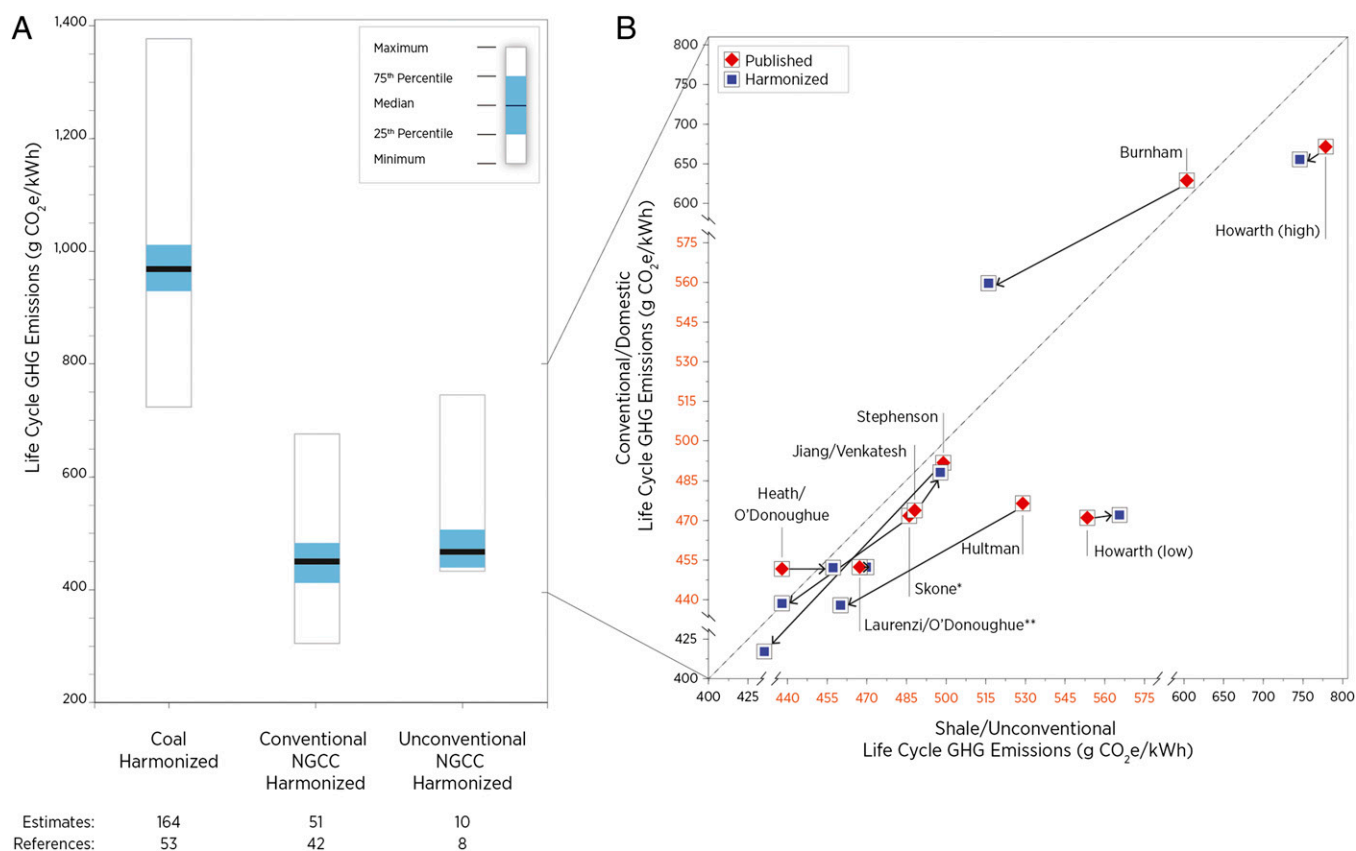 A
Life Cycle GHG Emissions (g CO₂e/kWh)
1,400
1,200
1,000
800
600
400
200
Maximum
75th Percentile
Median
25th Percentile
Minimum
Coal
Harmonized
Conventional
NGCC
Harmonized
Unconventional
NGCC
Harmonized
Estimates: 164 51 10
References: 53 42 8
B
Published
Harmonized
Conventional/Domestic
Life Cycle GHG Emissions (g CO₂e/kWh)
800
750
700
650
600
575
560
545
530
515
500
485
470
455
440
425
400
Burnham
Howarth (high)
Stephenson
Jiang/Venkatesh
Heath/
O'Donoughue
Hultman
Howarth (low)
Skone*
Laurenzi/O'Donoughue**
400 425 440 455 470 485 500 515 530 545 560 575 600 650 700 750 800
Shale/Unconventional
Life Cycle GHG Emissions (g CO₂e/kWh)